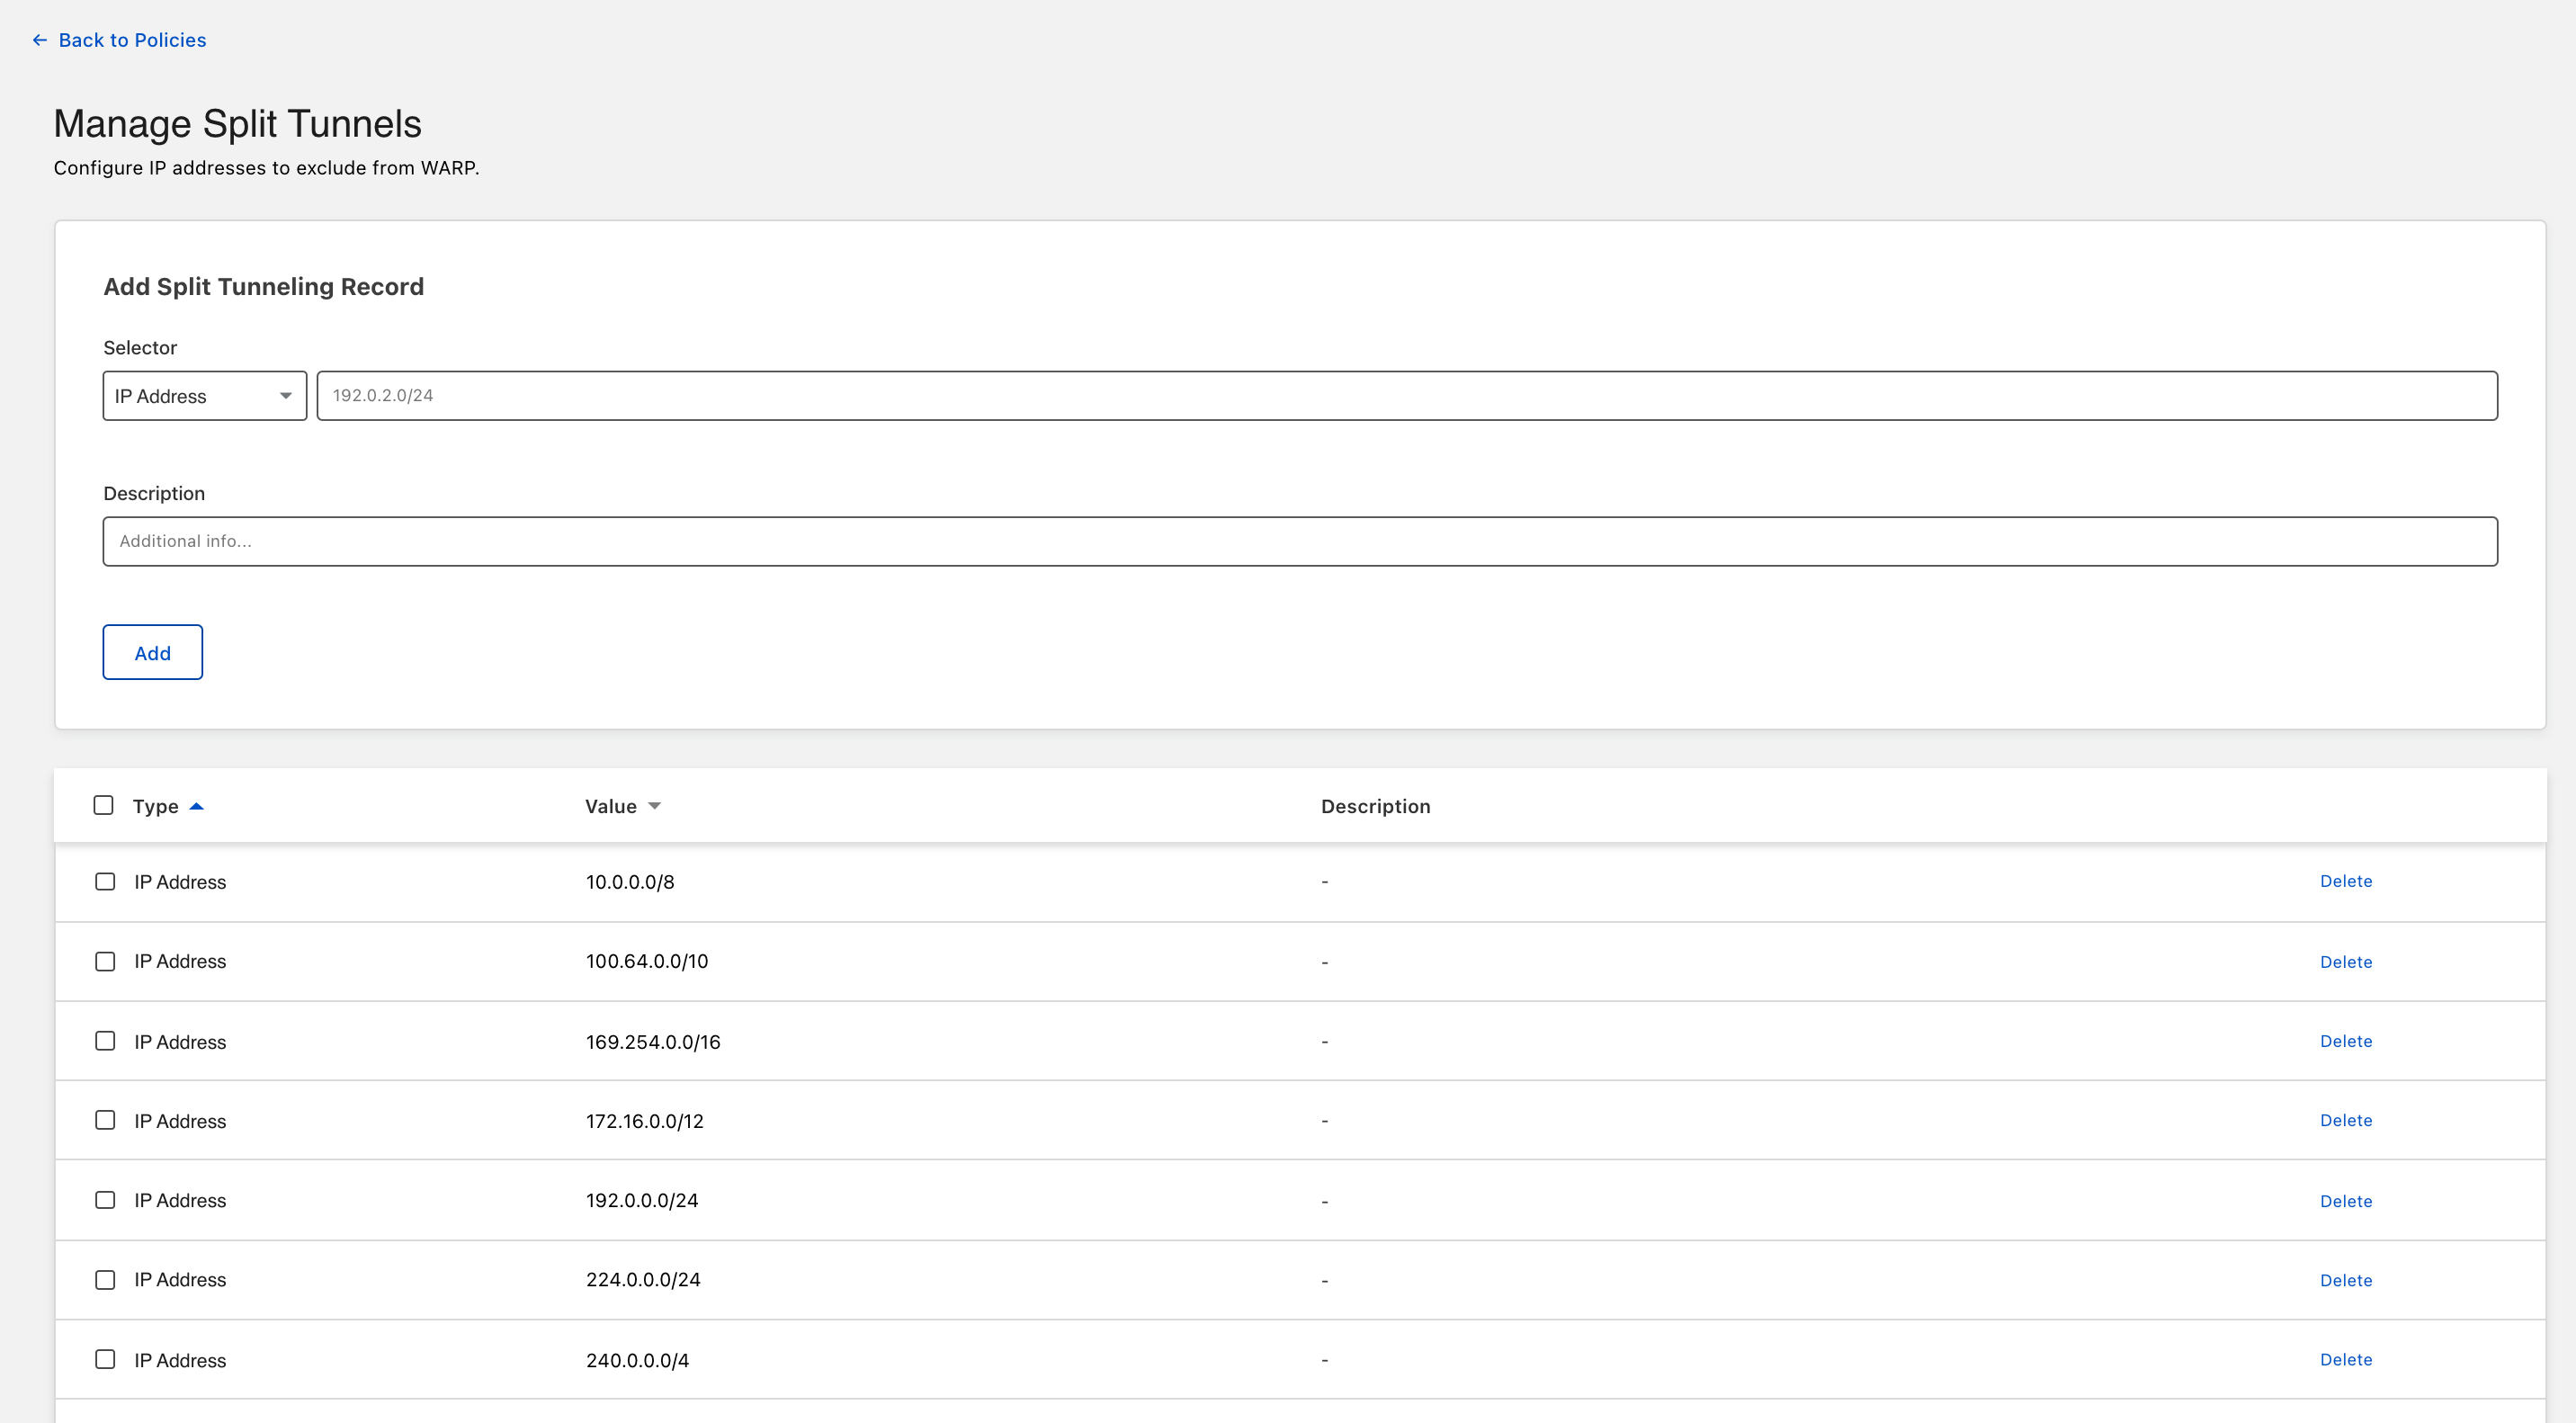 Back to Policies
Manage Split Tunnels
Configure IP addresses to exclude from WARP.
Add Split Tunneling Record
Selector
IP Address 192.0.2.0/24
Description
Additional info...
Add
Type Value Description
IP Address 10.0.0.0/8 - Delete
IP Address 100.64.0.0/10 - Delete
IP Address 169.254.0.0/16 - Delete
IP Address 172.16.0.0/12 - Delete
IP Address 192.0.0.0/24 - Delete
IP Address 224.0.0.0/24 - Delete
IP Address 240.0.0.0/4 - Delete